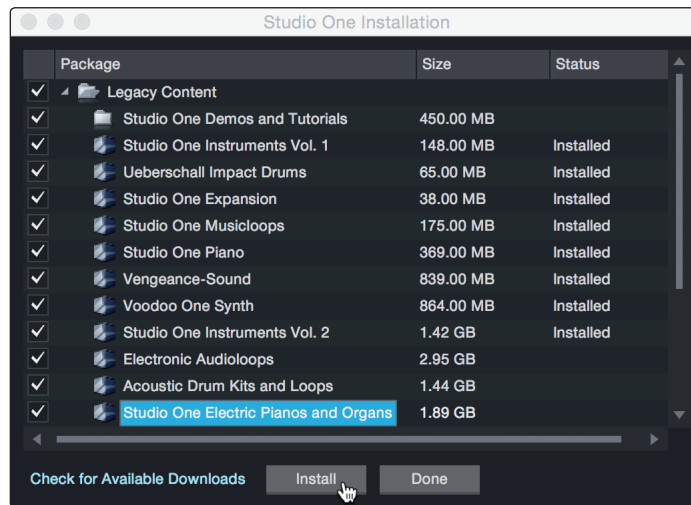 Studio One Installation
Package Size Status
Legacy Content
Studio One Demos and Tutorials 450.00 MB
Studio One Instruments Vol. 1 148.00 MB Installed
Ueberschall Impact Drums 65.00 MB Installed
Studio One Expansion 38.00 MB Installed
Studio One Musicloops 175.00 MB Installed
Studio One Piano 369.00 MB Installed
Vengeance-Sound 839.00 MB Installed
Voodoo One Synth 864.00 MB Installed
Studio One Instruments Vol. 2 1.42 GB Installed
Electronic Audioloops 2.95 GB
Acoustic Drum Kits and Loops 1.44 GB
Studio One Electric Pianos and Organs 1.89 GB
Check for Available Downloads Install Done